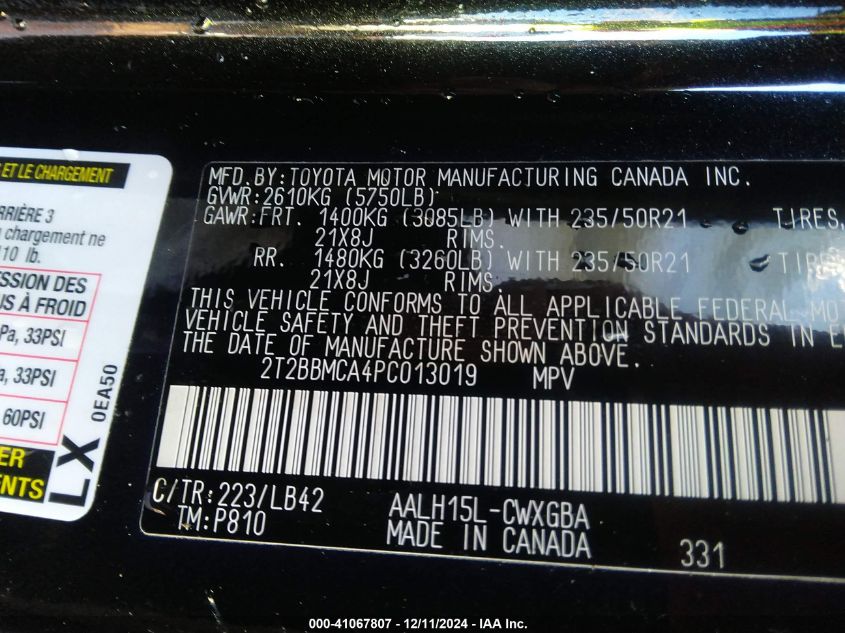 ET LE CHARGEMENT
RRIÈRE 3
chargement ne
10 lb.
SSION DES
S À FROID
Pa, 33PSI
a, 33PSI
60PSI
ER
ENTS
LX
0EA50
MFD.BY:TOYOTA MOTOR MANUFACTURING CANADA INC.
GVWR:2610KG (5750LB)
GAWR:FRT. 1400KG (3085LB) WITH 235/50R21 TIRES,
21X8J RIMS.
RR. 1480KG (3260LB) WITH 235/50R21 TIRE
21X8J RIMS.
THIS VEHICLE CONFORMS TO ALL APPLICABLE FEDERAL MO
VEHICLE SAFETY AND THEFT PREVENTION STANDARDS IN E
THE DATE OF MANUFACTURE SHOWN ABOVE.
2T2BBMCA4PC013019 MPV
C/TR:223/LB42 AALH15L-CWXGBA
TM:P810 MADE IN CANADA 331
000-41067807 - 12/11/2024 - IAA Inc.